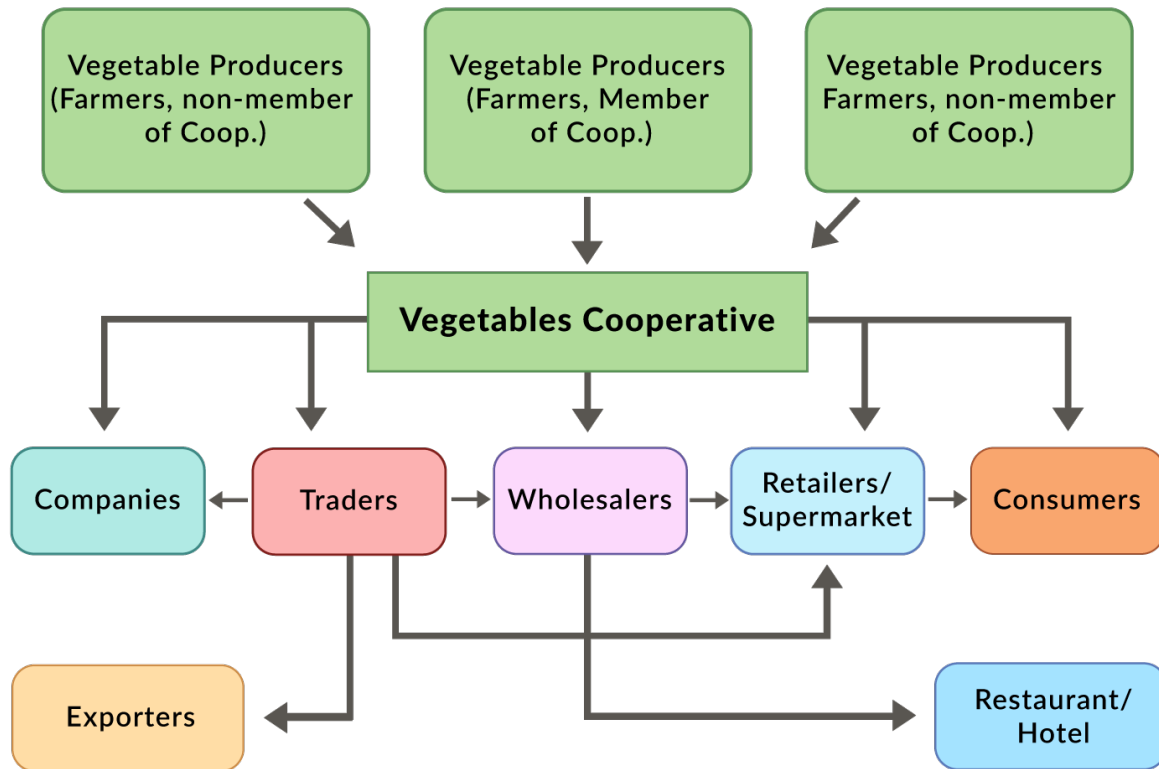 Vegetable Producers
(Farmers, non-member
of Coop.)
Vegetable Producers
(Farmers, Member
of Coop.)
Vegetable Producers
Farmers, non-member
of Coop.)
Vegetables Cooperative
Companies
Traders
Wholesalers
Retailers/
Supermarket
Consumers
Exporters
Restaurant/
Hotel